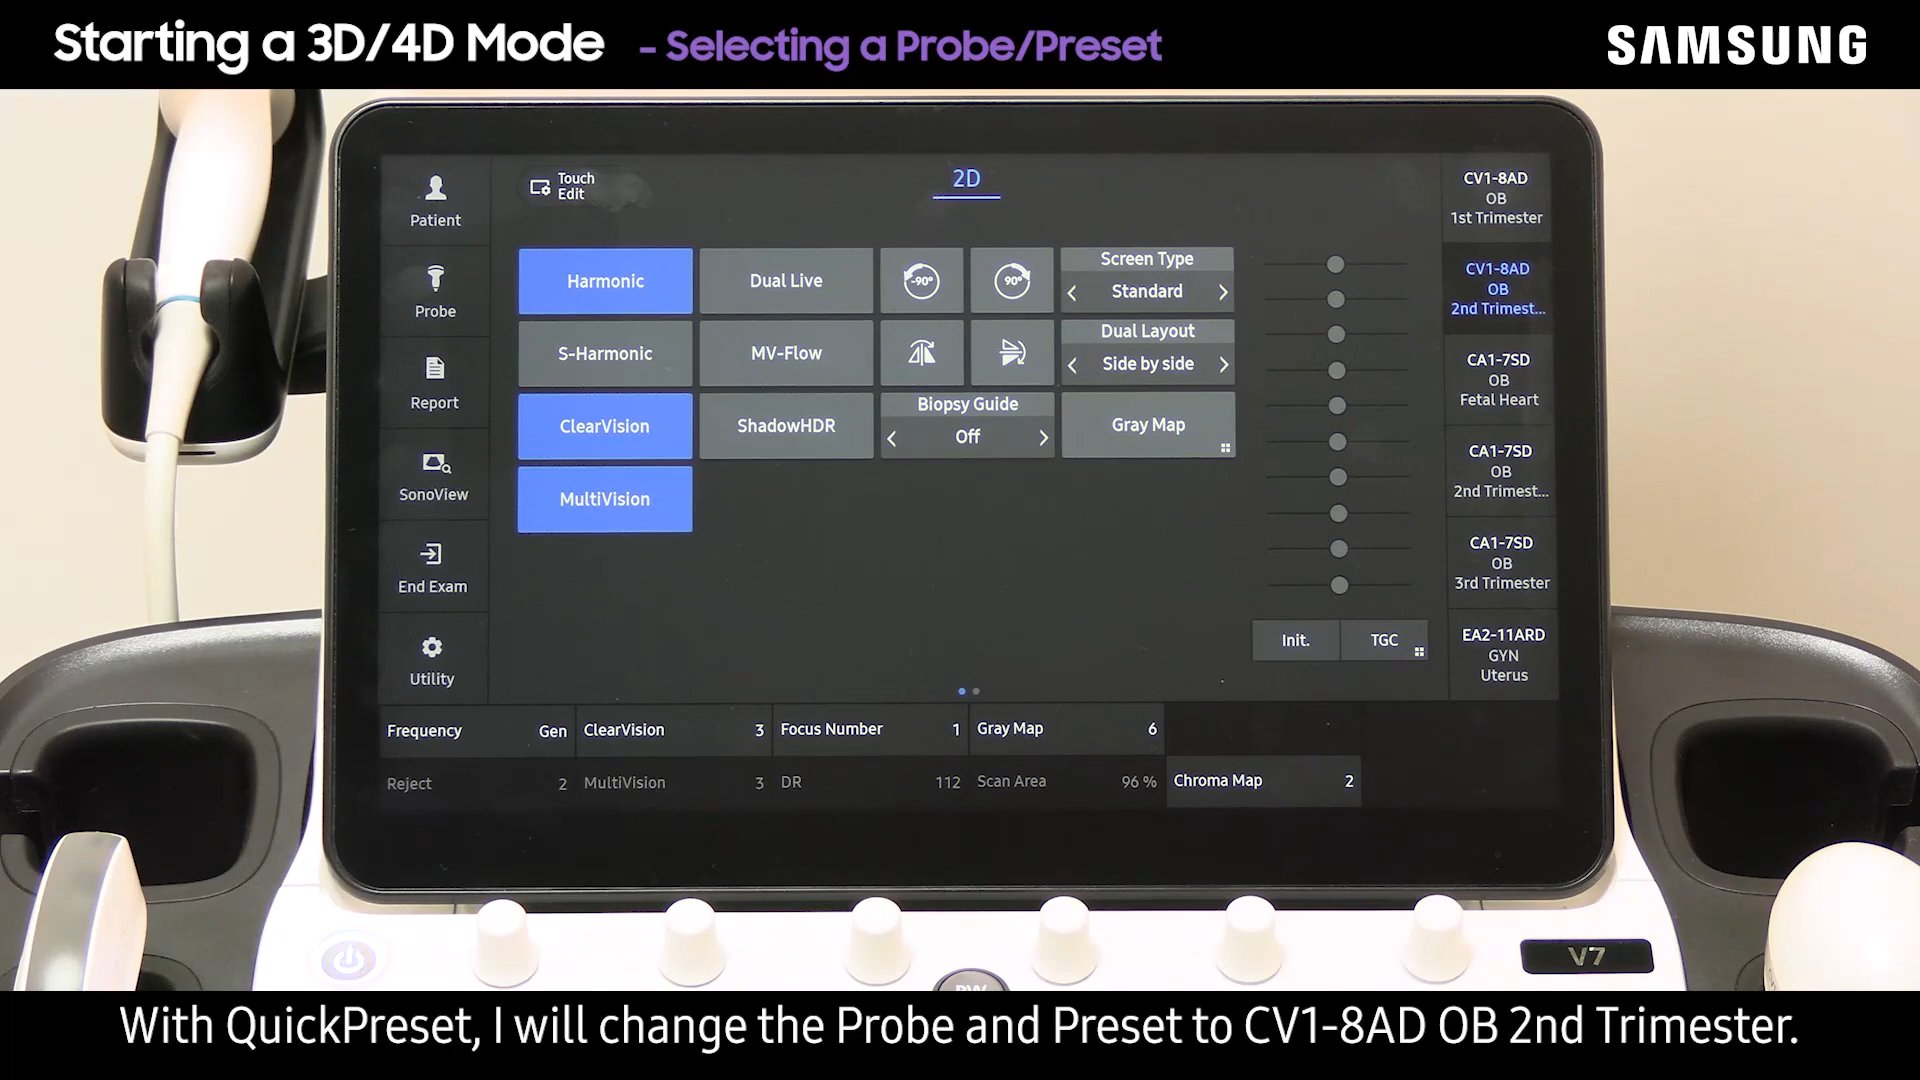 Starting a 3D/4D Mode - Selecting a Probe/Preset
SAMSUNG
Patient
Probe
Report
SonoView
End Exam
Utility
Touch
Edit
2D
Harmonic
Dual Live
-90°
90°
Screen Type
Standard
S-Harmonic
MV-Flow
Dual Layout
Side by side
ClearVision
ShadowHDR
Biopsy Guide
Off
Gray Map
MultiVision
Init.
TGC
CV1-8AD
OB
1st Trimester
CV1-8AD
OB
2nd Trimest...
CA1-7SD
OB
Fetal Heart
CA1-7SD
OB
2nd Trimest...
CA1-7SD
OB
3rd Trimester
EA2-11ARD
GYN
Uterus
Frequency Gen
ClearVision 3
Focus Number 1
Gray Map 6
Reject 2
MultiVision 3
DR 112
Scan Area 96 %
Chroma Map 2
V7
PW
With QuickPreset, I will change the Probe and Preset to CV1-8AD OB 2nd Trimester.